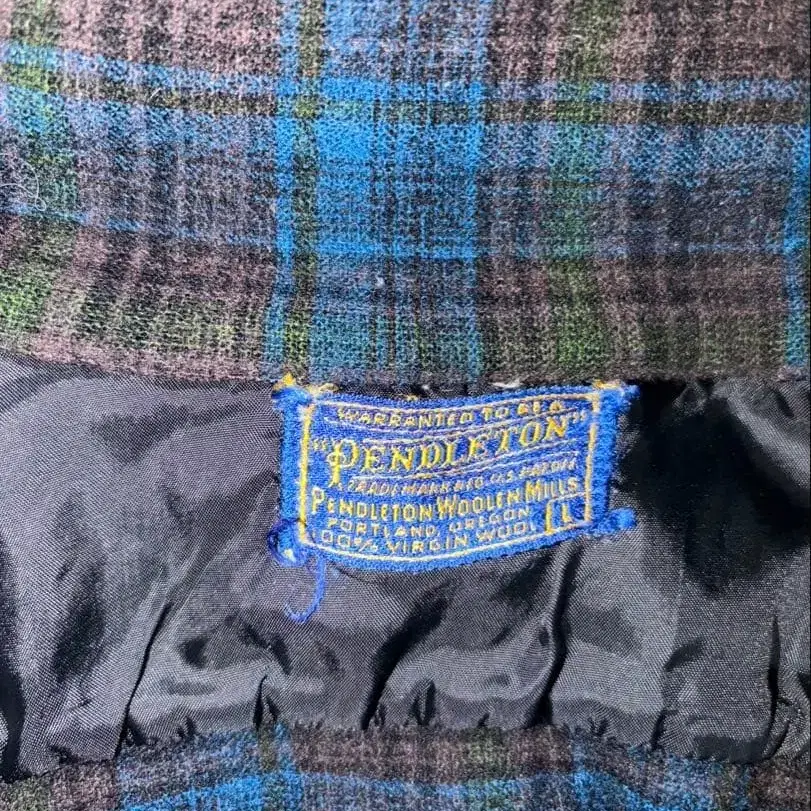 WARRANTED TO BE A
"PENDLETON"
TRADE MARK REG. U.S. PAT. OFF.
PENDLETON WOOLEN MILLS
PORTLAND, OREGON L
100% VIRGIN WOOL